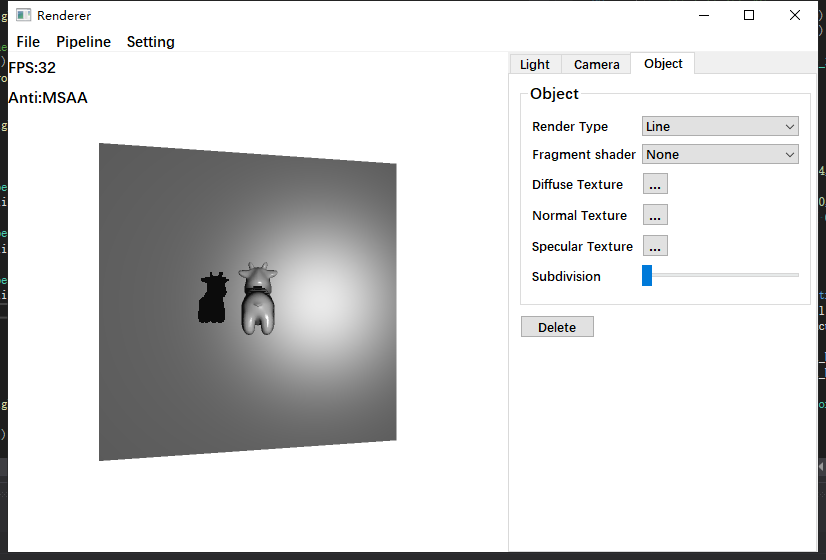 Renderer
File Pipeline Setting
FPS:32
Anti:MSAA
Light Camera Object
Object
Render Type Line
Fragment shader None
Diffuse Texture ...
Normal Texture ...
Specular Texture ...
Subdivision
Delete